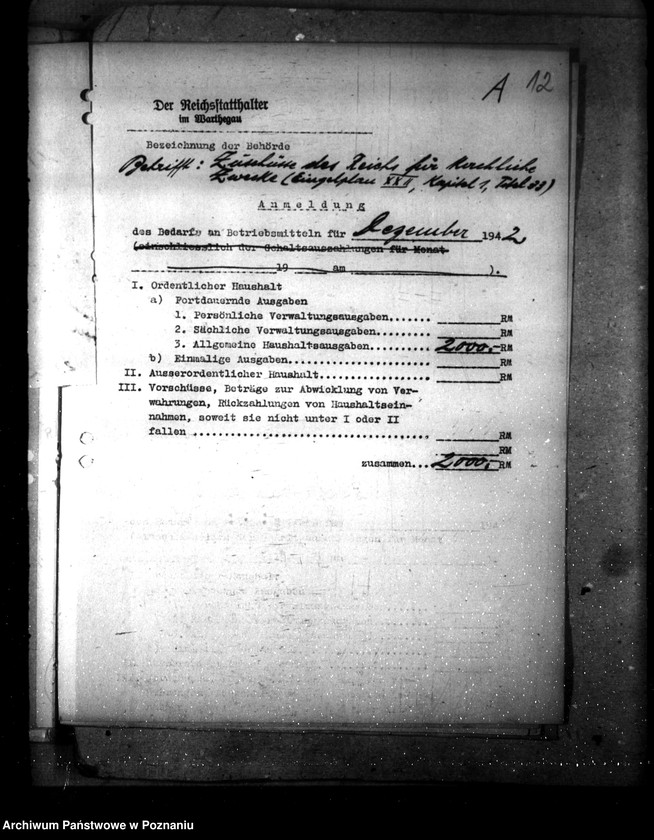 A 12
Der Reichsstatthalter
im Warthegau
Bezeichnung der Behörde
Betrifft: Zuschüsse des Reichs für kirchliche
Zwecke (Einzelplan XXI, Kapitel 1, Titel 33)
Anmeldung
des Bedarfs an Betriebsmitteln für Dezember 1942
(einschliesslich der Gehaltsauszahlungen für Monat
19 am ).
I. Ordentlicher Haushalt
a) Fortdauernde Ausgaben
1. Persönliche Verwaltungsausgaben....... RM
2. Sächliche Verwaltungsausgaben......... RM
3. Allgemeine Haushaltsausgaben.......... 2000,- RM
b) Einmalige Ausgaben....................... RM
II. Ausserordentlicher Haushalt.................. RM
III. Vorschüsse, Beträge zur Abwicklung von Ver-
wahrungen, Rückzahlungen von Haushaltsein-
nahmen, soweit sie nicht unter I oder II
fallen ...................................... RM
RM
zusammen... 2000,- RM
Archiwum Państwowe w Poznaniu